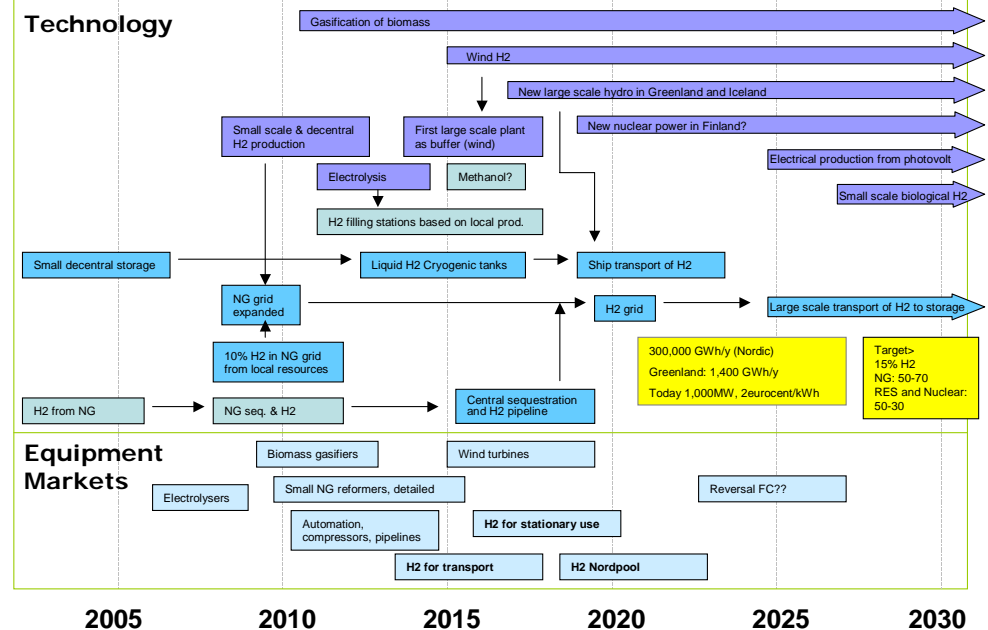 Technology
Gasification of biomass
Wind H2
New large scale hydro in Greenland and Iceland
Small scale & decentral
H2 production
First large scale plant
as buffer (wind)
New nuclear power in Finland?
Electrical production from photovolt
Electrolysis
Methanol?
Small scale biological H2
H2 filling stations based on local prod.
Small decentral storage
Liquid H2 Cryogenic tanks
Ship transport of H2
NG grid
expanded
H2 grid
Large scale transport of H2 to storage
10% H2 in NG grid
from local resources
300,000 GWh/y (Nordic)
Greenland: 1,400 GWh/y
Today 1,000MW, 2eurocent/kWh
Target>
15% H2
NG: 50-70
RES and Nuclear:
50-30
H2 from NG
NG seq. & H2
Central sequestration
and H2 pipeline
Equipment
Markets
Biomass gasifiers
Wind turbines
Electrolysers
Small NG reformers, detailed
Reversal FC??
Automation,
compressors, pipelines
H2 for stationary use
H2 for transport
H2 Nordpool
2005
2010
2015
2020
2025
2030